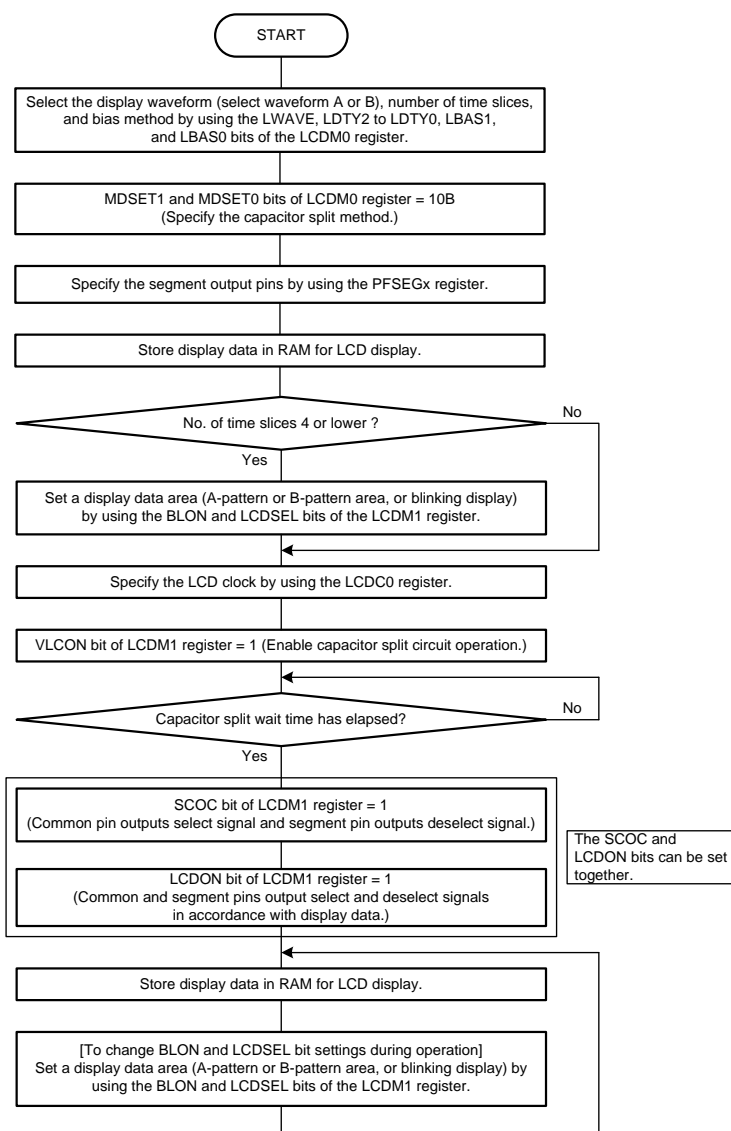 START
Select the display waveform (select waveform A or B), number of time slices,
and bias method by using the LWAVE, LDTY2 to LDTY0, LBAS1,
and LBAS0 bits of the LCDM0 register.
MDSET1 and MDSET0 bits of LCDM0 register = 10B
(Specify the capacitor split method.)
Specify the segment output pins by using the PFSEGx register.
Store display data in RAM for LCD display.
No. of time slices 4 or lower ?
No
Yes
Set a display data area (A-pattern or B-pattern area, or blinking display)
by using the BLON and LCDSEL bits of the LCDM1 register.
Specify the LCD clock by using the LCDC0 register.
VLCON bit of LCDM1 register = 1 (Enable capacitor split circuit operation.)
Capacitor split wait time has elapsed?
No
Yes
SCOC bit of LCDM1 register = 1
(Common pin outputs select signal and segment pin outputs deselect signal.)
The SCOC and
LCDON bits can be set
together.
LCDON bit of LCDM1 register = 1
(Common and segment pins output select and deselect signals
in accordance with display data.)
Store display data in RAM for LCD display.
[To change BLON and LCDSEL bit settings during operation]
Set a display data area (A-pattern or B-pattern area, or blinking display) by
using the BLON and LCDSEL bits of the LCDM1 register.